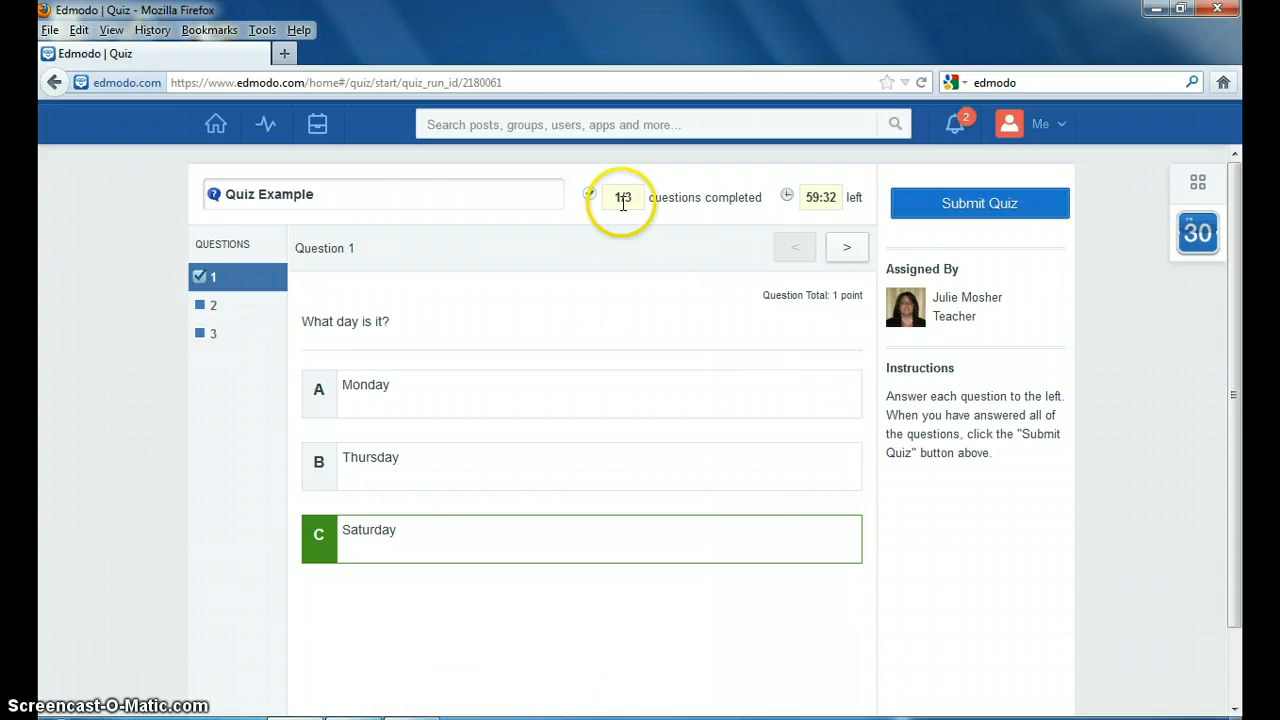 Edmodo | Quiz - Mozilla Firefox
File Edit View History Bookmarks Tools Help
Edmodo | Quiz
edmodo.com https://www.edmodo.com/home#/quiz/start/quiz_run_id/2180061 edmodo
Search posts, groups, users, apps and more... 2 Me
Quiz Example 1/3 questions completed 59:32 left Submit Quiz
30
QUESTIONS Question 1 < >
Assigned By
1
Question Total: 1 point Julie Mosher
2 Teacher
What day is it?
3
Instructions
A Monday
Answer each question to the left.
When you have answered all of
the questions, click the "Submit
Quiz" button above.
B Thursday
C Saturday
Screencast-O-Matic.com